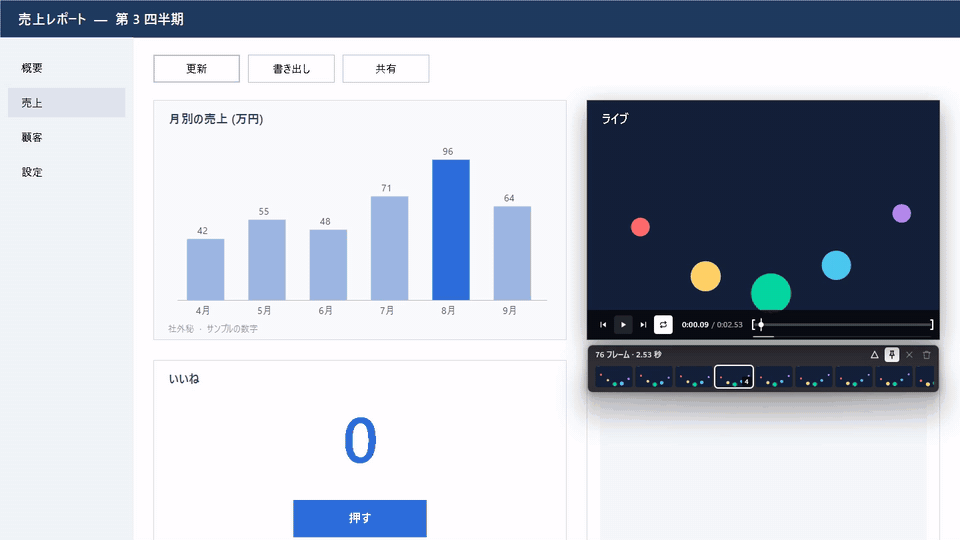 売上レポート — 第 3 四半期
概要
売上
顧客
設定
更新
書き出し
共有
月別の売上 (万円)
42
55
48
71
96
64
4月
5月
6月
7月
8月
9月
社外秘 · サンプルの数字
ライブ
0:00.09 / 0:02.53
76 フレーム · 2.53 秒
4
いいね
0
押す